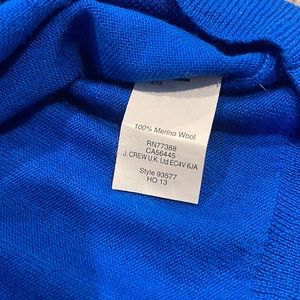 100% Merino Wool
RN77388
CA56445
J. CREW U.K. Ltd EC4V 6JA
Style 93577
HO 13